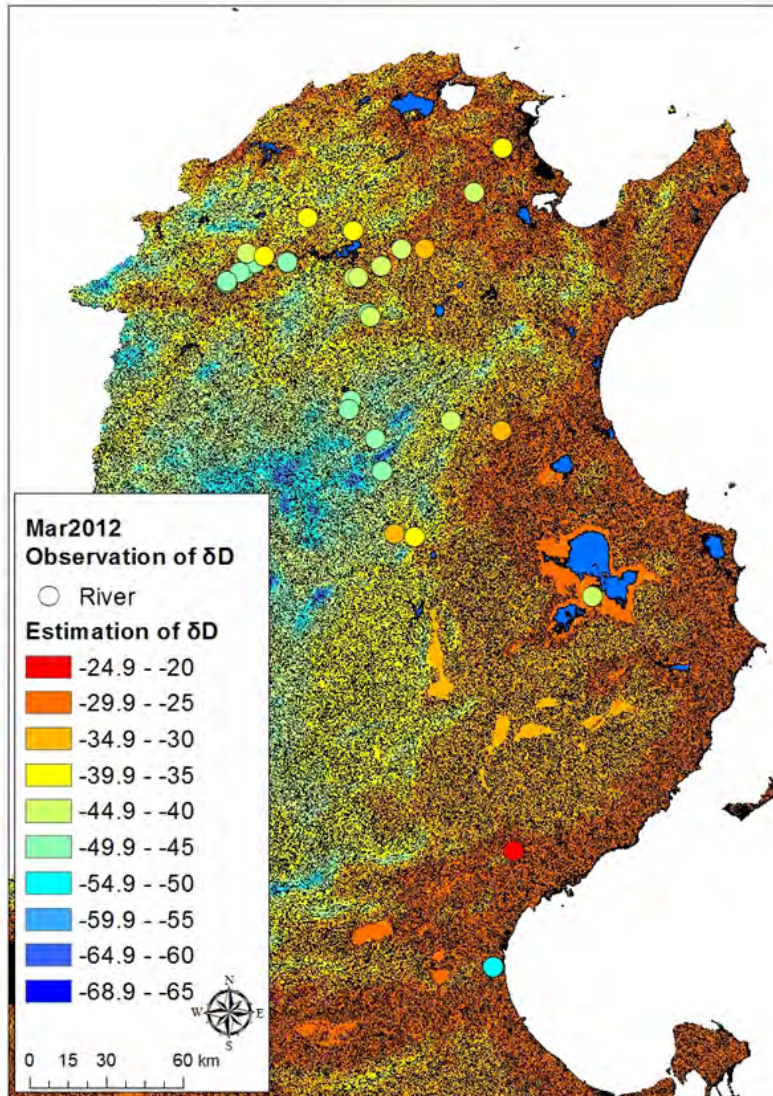 Mar2012
Observation of δD
River
Estimation of δD
-24.9 - -20
-29.9 - -25
-34.9 - -30
-39.9 - -35
-44.9 - -40
-49.9 - -45
-54.9 - -50
-59.9 - -55
-64.9 - -60
-68.9 - -65
N
W E
S
0 15 30 60 km